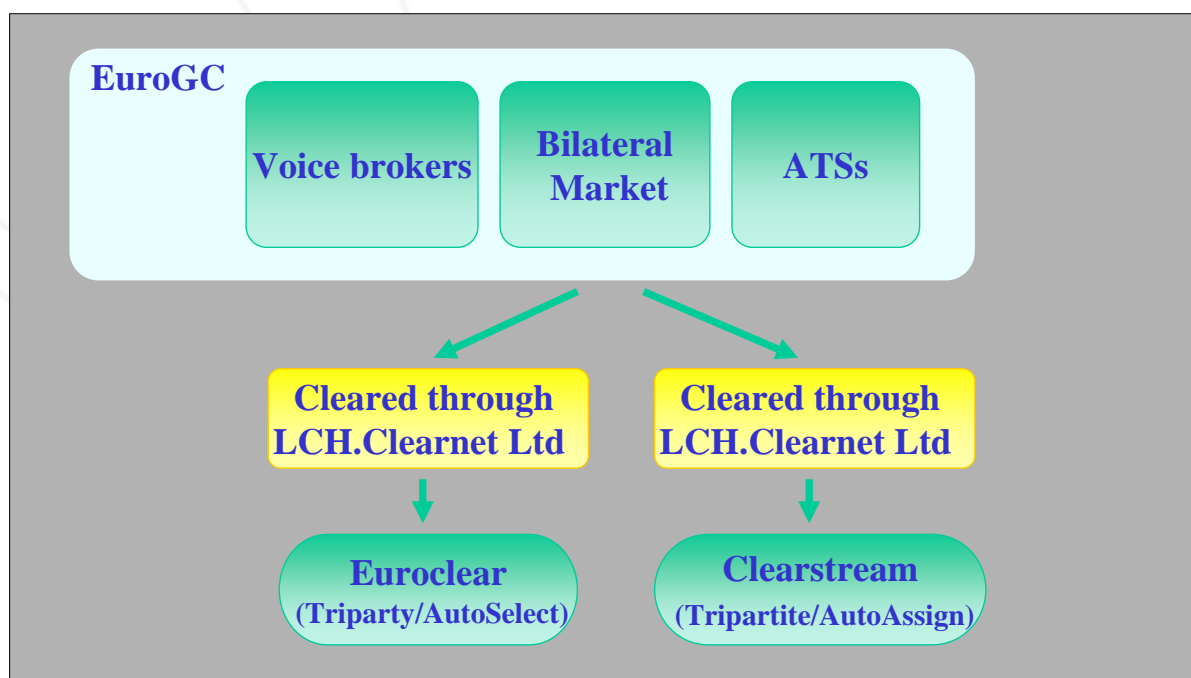 EuroGC
Voice brokers
Bilateral
Market
ATSs
Cleared through
LCH.Clearnet Ltd
Cleared through
LCH.Clearnet Ltd
Euroclear
(Triparty/AutoSelect)
Clearstream
(Tripartite/AutoAssign)